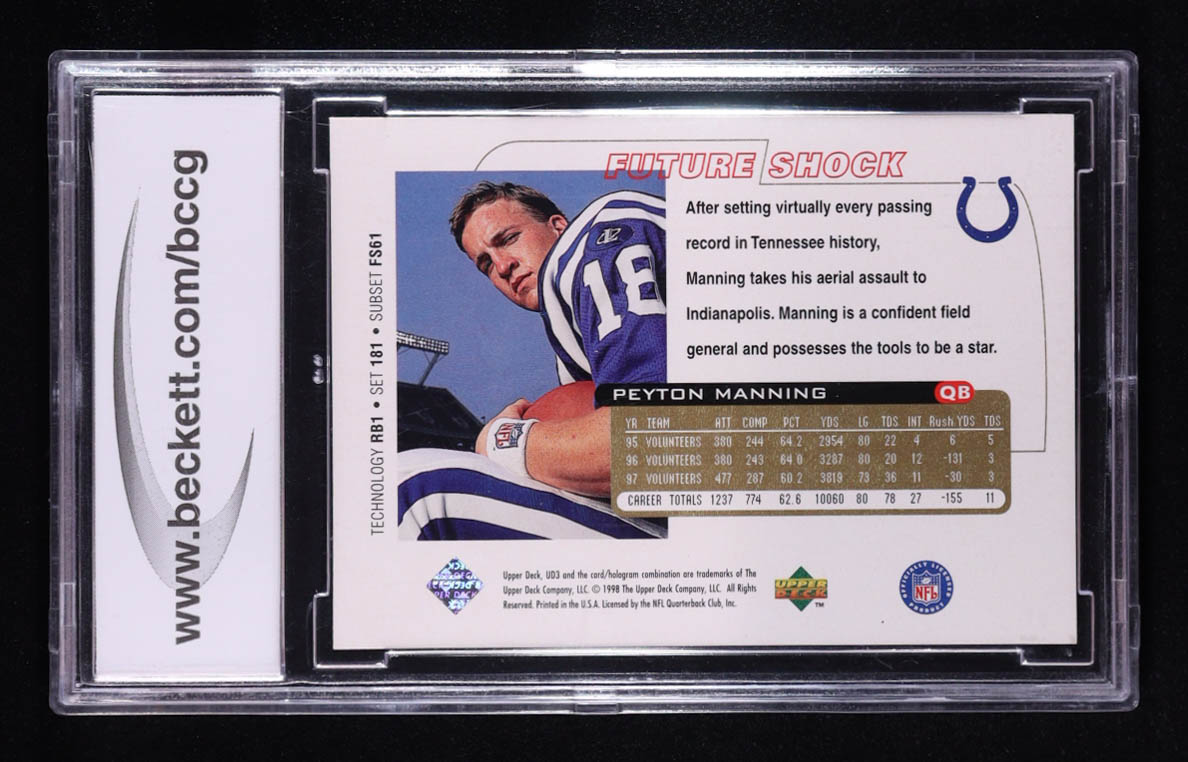 www.beckett.com/bccg
FUTURE SHOCK
After setting virtually every passing
record in Tennessee history,
Manning takes his aerial assault to
Indianapolis. Manning is a confident field
general and possesses the tools to be a star.
TECHNOLOGY RB1 • SET 181 • SUBSET FS61
18
NFL
PEYTON MANNING QB
YR TEAM ATT COMP PCT YDS LG TDS INT Rush YDS TDS
95 VOLUNTEERS 380 244 64.2 2954 80 22 4 6 5
96 VOLUNTEERS 380 243 64.0 3287 80 20 12 -131 3
97 VOLUNTEERS 477 287 60.2 3819 73 36 11 -30 3
CAREER TOTALS 1237 774 62.6 10060 80 78 27 -155 11
Upper Deck, UD3 and the card/hologram combination are trademarks of The
Upper Deck Company, LLC. © 1998 The Upper Deck Company, LLC. All Rights
Reserved. Printed in the U.S.A. Licensed by the NFL Quarterback Club, Inc.
UPPER
DECK
TM
OFFICIALLY LICENSED
NFL
PRODUCT